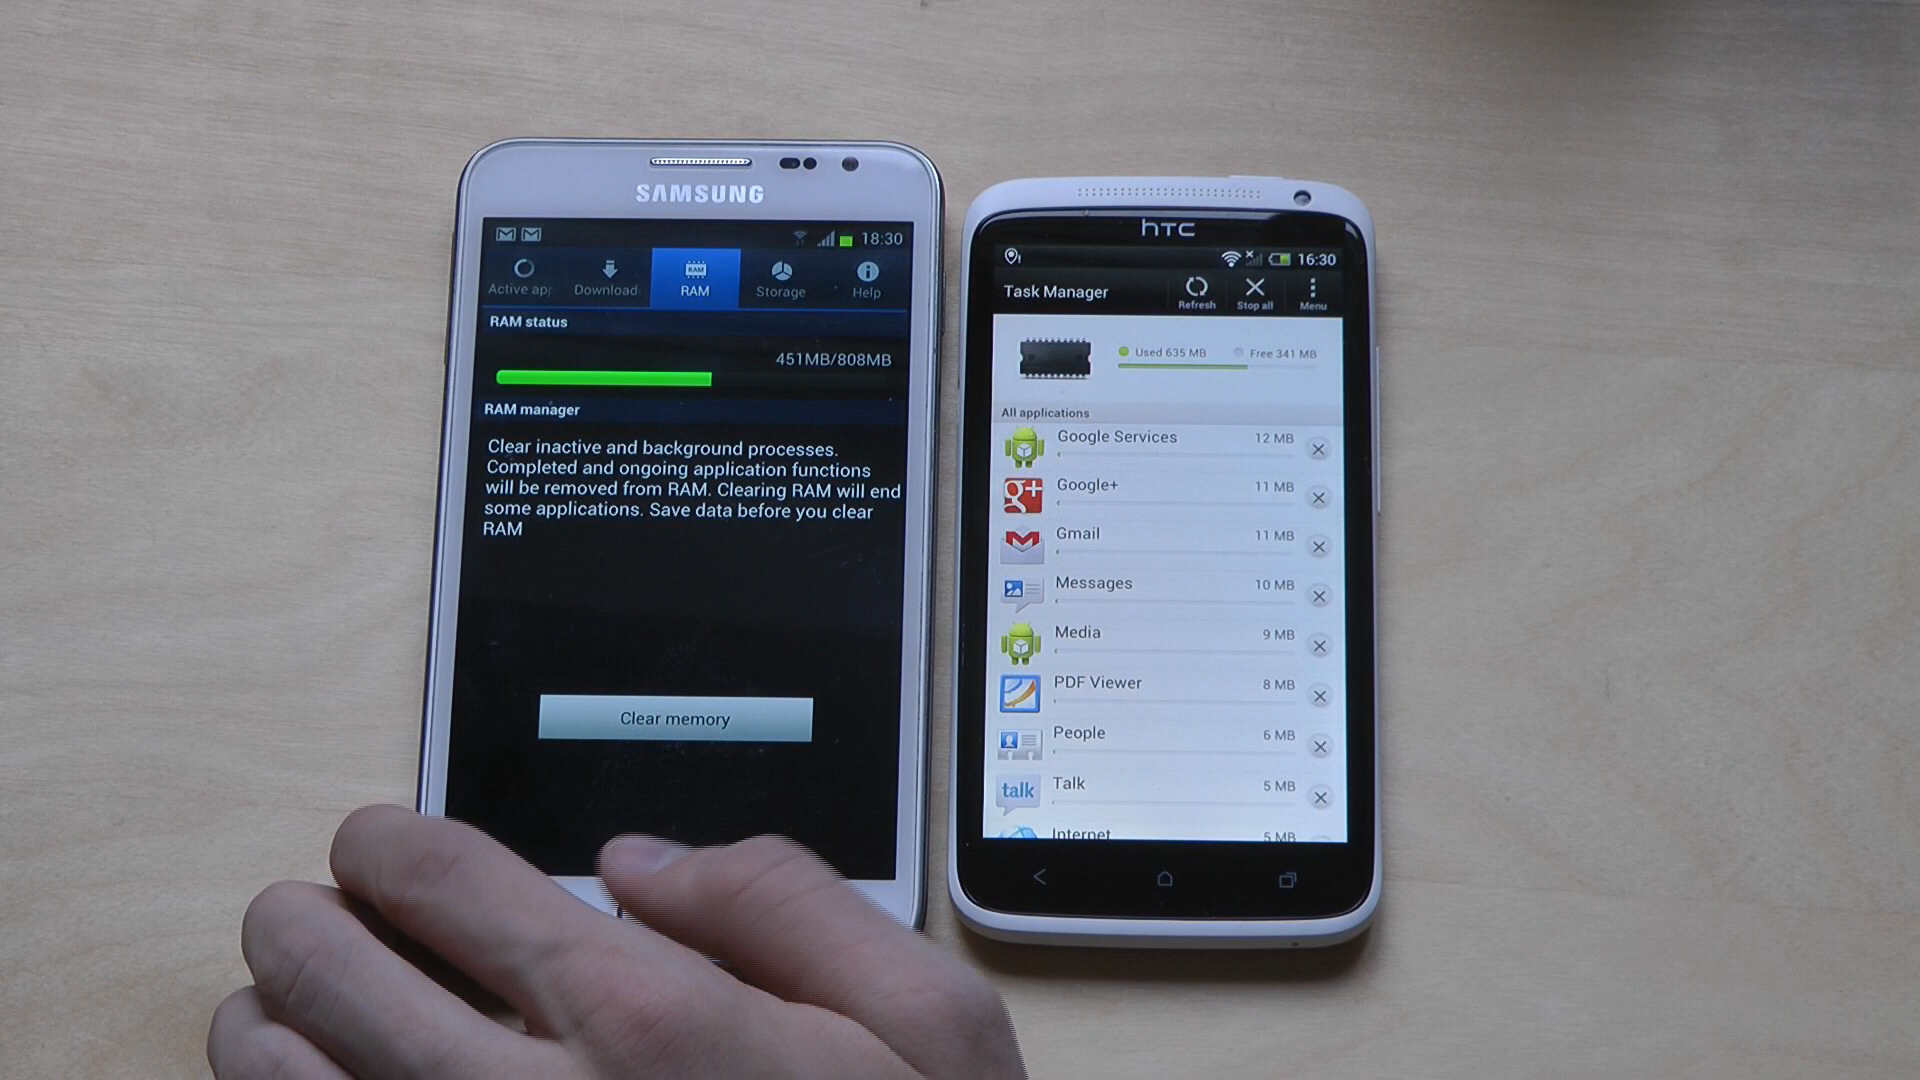 SAMSUNG
18:30
Active app
Download
RAM
RAM
Storage
Help
RAM status
451MB/808MB
RAM manager
Clear inactive and background processes.
Completed and ongoing application functions
will be removed from RAM. Clearing RAM will end
some applications. Save data before you clear
RAM
Clear memory
hTC
16:30
Task Manager
Refresh
Stop all
Menu
Used 635 MB
Free 341 MB
All applications
Google Services 12 MB
g+
Google+ 11 MB
Gmail 11 MB
Messages 10 MB
Media 9 MB
PDF Viewer 8 MB
People 6 MB
talk
Talk 5 MB
Internet 5 MB